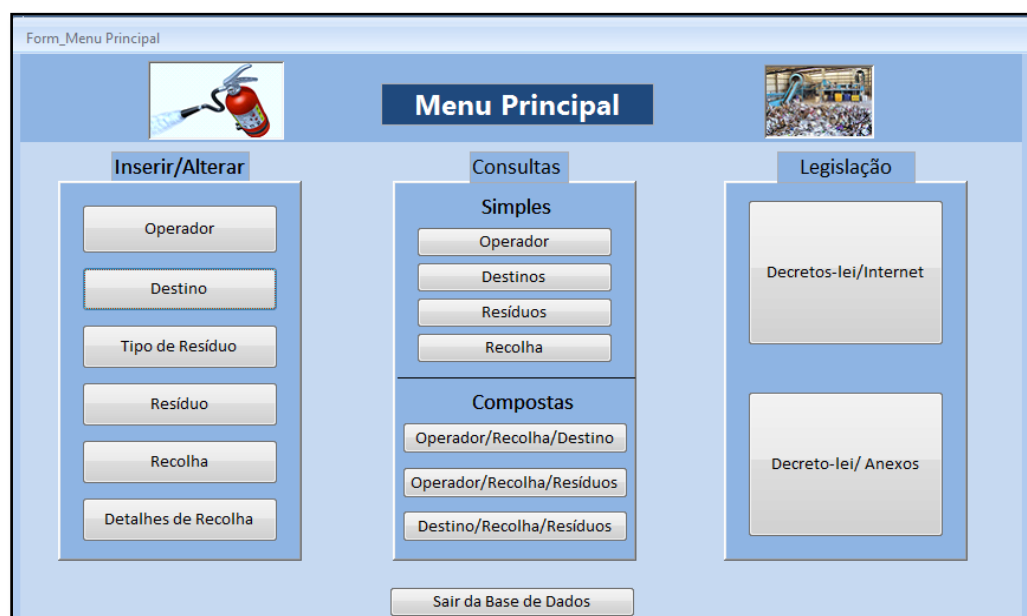 Form_Menu Principal
Menu Principal
Inserir/Alterar
Operador
Destino
Tipo de Resíduo
Resíduo
Recolha
Detalhes de Recolha
Consultas
Simples
Operador
Destinos
Resíduos
Recolha
Compostas
Operador/Recolha/Destino
Operador/Recolha/Resíduos
Destino/Recolha/Resíduos
Legislação
Decretos-lei/Internet
Decreto-lei/ Anexos
Sair da Base de Dados